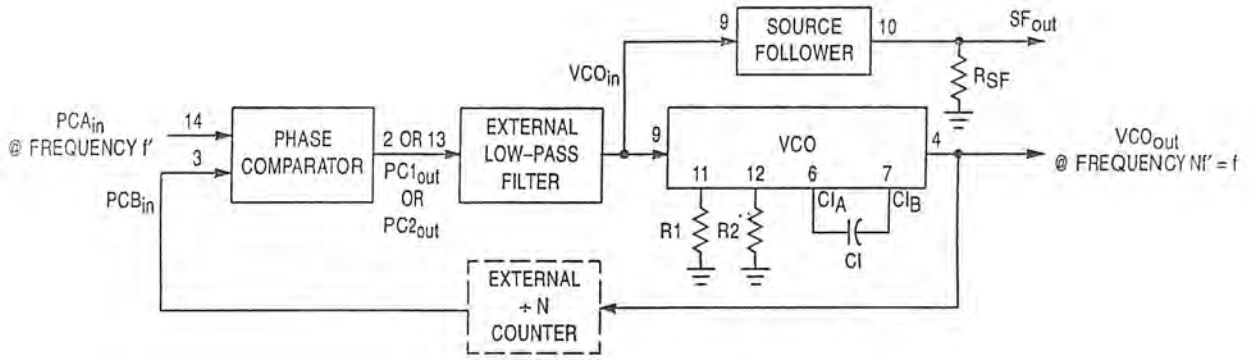 9
SOURCE
FOLLOWER
10
SFout
RSF
VCOin
PCAin
@ FREQUENCY f'
14
3
PCBin
PHASE
COMPARATOR
2 OR 13
PC1out
OR
PC2out
EXTERNAL
LOW-PASS
FILTER
9
VCO
4
11
12
6
7
CIA
CIB
R1
R2
CI
VCOout
@ FREQUENCY Nf' = f
EXTERNAL
÷ N
COUNTER